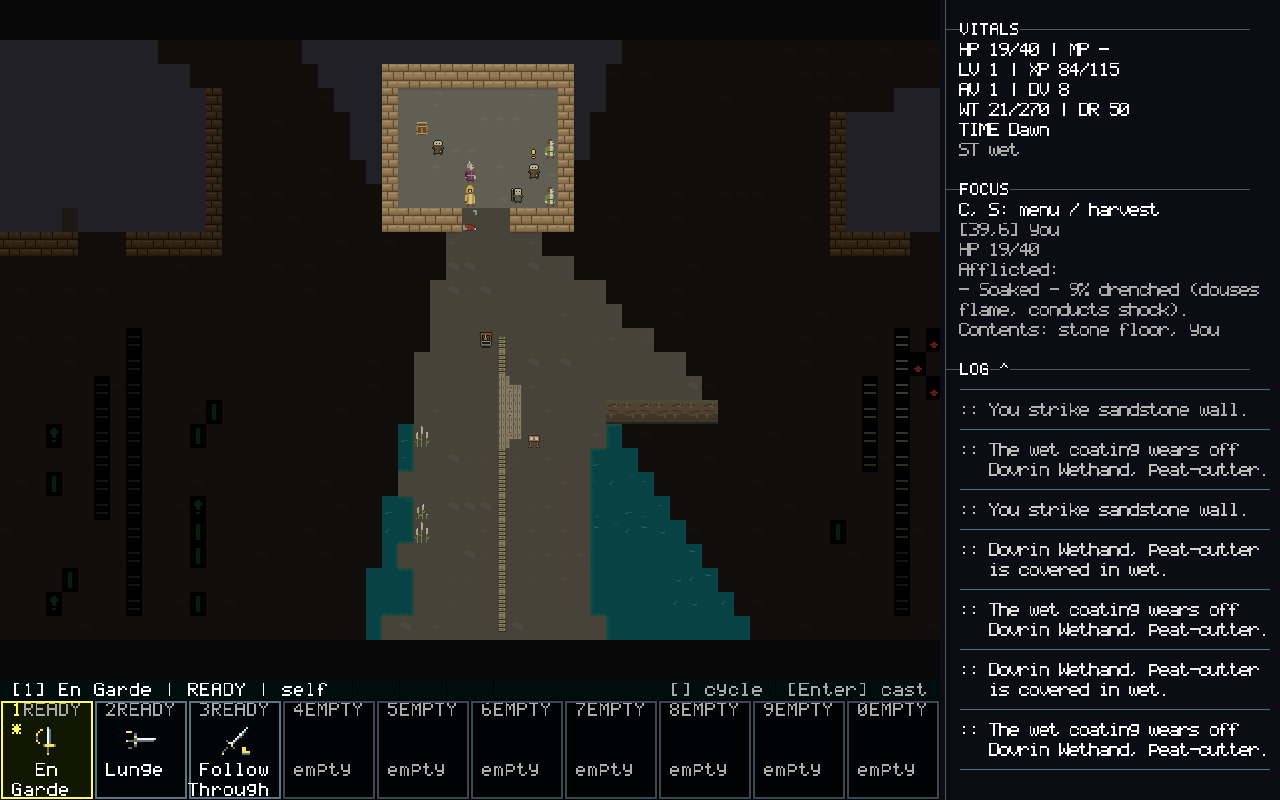 VITALS
HP 19/40 | MP -
LV 1 | XP 84/115
AV 1 | DV 8
WT 21/270 | DR 50
TIME Dawn
ST wet
FOCUS
C, S: menu / harvest
[39,6] You
HP 19/40
Afflicted:
- Soaked - 9% drenched (douses
flame, conducts shock).
Contents: stone floor, You
LOG ^
:: You strike sandstone wall.
:: The wet coating wears off
Dovrin Wethand, Peat-cutter.
:: You strike sandstone wall.
:: Dovrin Wethand, Peat-cutter
is covered in wet.
:: The wet coating wears off
Dovrin Wethand, Peat-cutter.
:: Dovrin Wethand, Peat-cutter
is covered in wet.
:: The wet coating wears off
Dovrin Wethand, Peat-cutter.
[1] En Garde | READY | self
[] cycle [Enter] cast
1READY 2READY 3READY 4EMPTY 5EMPTY 6EMPTY 7EMPTY 8EMPTY 9EMPTY 0EMPTY
*
En Lunge Follow empty empty empty empty empty empty empty
Garde Through